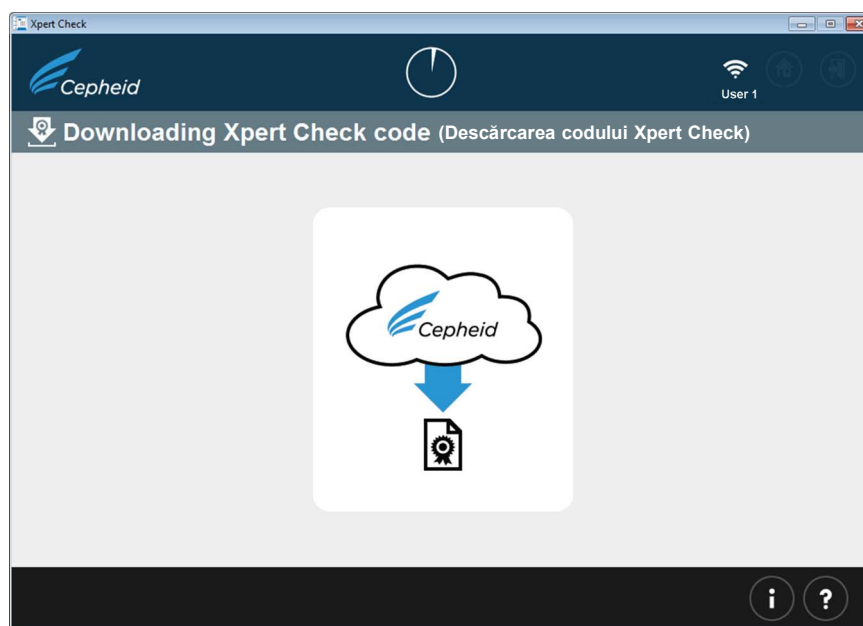 Xpert Check
Cepheid
User 1
Downloading Xpert Check code (Descărcarea codului Xpert Check)
Cepheid
i ?